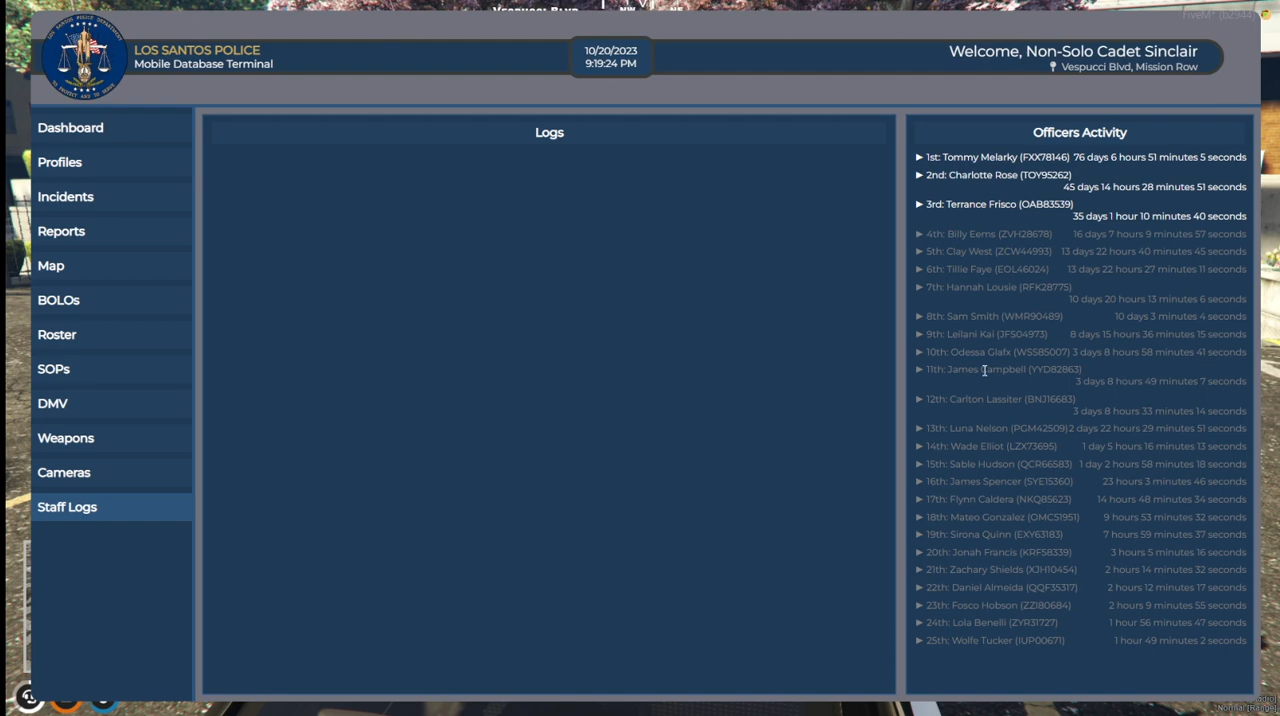 Vespucci Blvd
NW
NE
FiveM® (b2944)
LOS SANTOS POLICE
Mobile Database Terminal
10/20/2023
9:19:24 PM
Welcome, Non-Solo Cadet Sinclair
Vespucci Blvd, Mission Row
Dashboard
Profiles
Incidents
Reports
Map
BOLOs
Roster
SOPs
DMV
Weapons
Cameras
Staff Logs
Logs
Officers Activity
1st: Tommy Melarky (FXX78146) 76 days 6 hours 51 minutes 5 seconds
2nd: Charlotte Rose (TOY95262)
45 days 14 hours 28 minutes 51 seconds
3rd: Terrance Frisco (OAB83539)
35 days 1 hour 10 minutes 40 seconds
4th: Billy Eems (ZVH28678) 16 days 7 hours 9 minutes 57 seconds
5th: Clay West (ZCW44993) 13 days 22 hours 40 minutes 45 seconds
6th: Tillie Faye (EOL46024) 13 days 22 hours 27 minutes 11 seconds
7th: Hannah Lousie (RFK28775)
10 days 20 hours 13 minutes 6 seconds
8th: Sam Smith (WMR90489) 10 days 3 minutes 4 seconds
9th: Leilani Kai (JFS04973) 8 days 15 hours 36 minutes 15 seconds
10th: Odessa Glafx (WSS85007) 3 days 8 hours 58 minutes 41 seconds
11th: James Campbell (YYD82863)
3 days 8 hours 49 minutes 7 seconds
12th: Carlton Lassiter (BNJ16683)
3 days 8 hours 33 minutes 14 seconds
13th: Luna Nelson (PGM42509) 2 days 22 hours 29 minutes 51 seconds
14th: Wade Elliot (LZX73695) 1 day 5 hours 16 minutes 13 seconds
15th: Sable Hudson (QCR66583) 1 day 2 hours 58 minutes 18 seconds
16th: James Spencer (SYE15360) 23 hours 3 minutes 46 seconds
17th: Flynn Caldera (NKQ85623) 14 hours 48 minutes 34 seconds
18th: Mateo Gonzalez (OMC51951) 9 hours 53 minutes 32 seconds
19th: Sirona Quinn (EXY63183) 7 hours 59 minutes 37 seconds
20th: Jonah Francis (KRF58339) 3 hours 5 minutes 16 seconds
21th: Zachary Shields (XJH10454) 2 hours 14 minutes 32 seconds
22th: Daniel Almeida (QQF35317) 2 hours 12 minutes 17 seconds
23th: Fosco Hobson (ZZI80684) 2 hours 9 minutes 55 seconds
24th: Lola Benelli (ZYR31727) 1 hour 56 minutes 47 seconds
25th: Wolfe Tucker (IUP00671) 1 hour 49 minutes 2 seconds
Normal [Range]